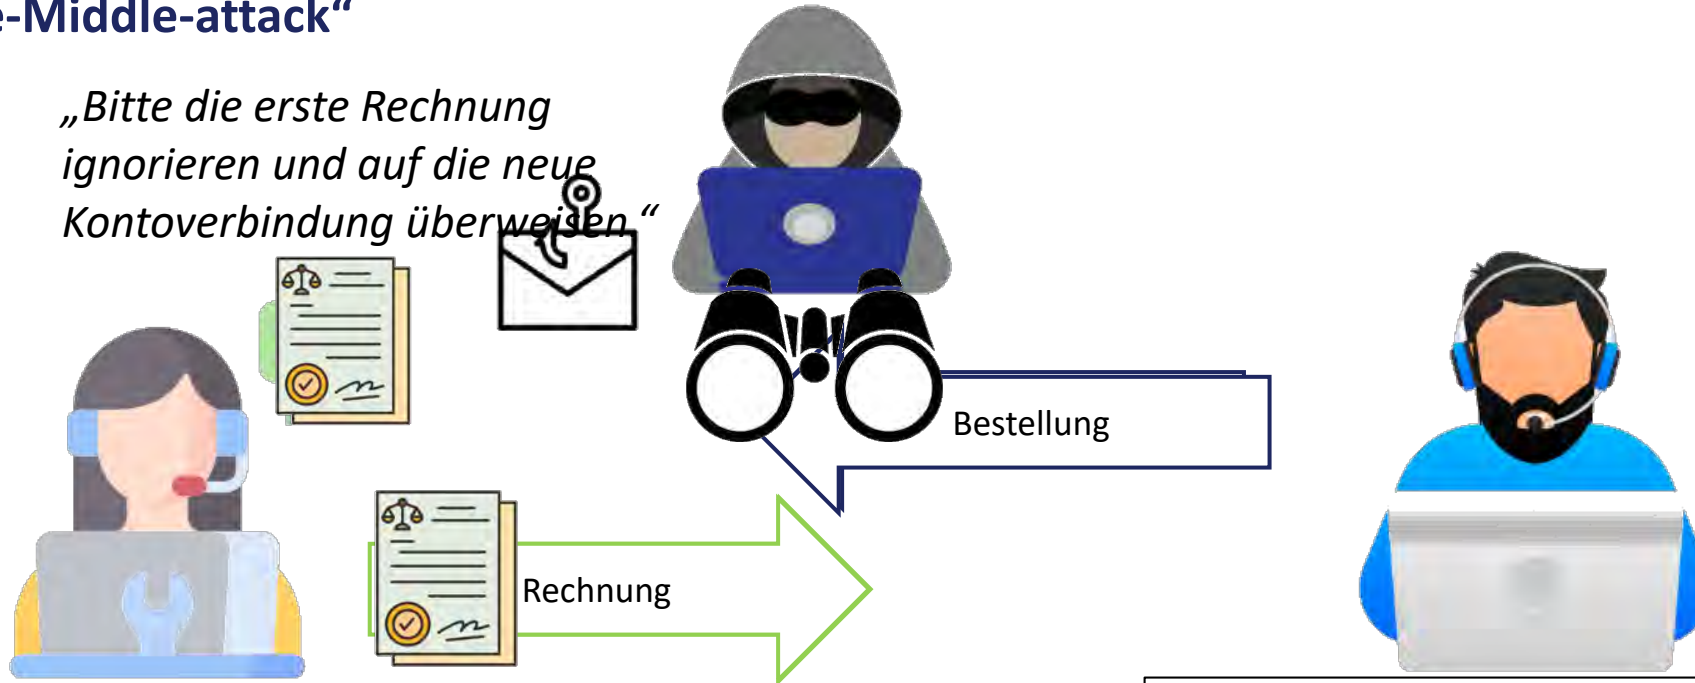 e-Middle-attack“
„Bitte die erste Rechnung
ignorieren und auf die neue
Kontoverbindung überweisen.“
Bestellung
Rechnung